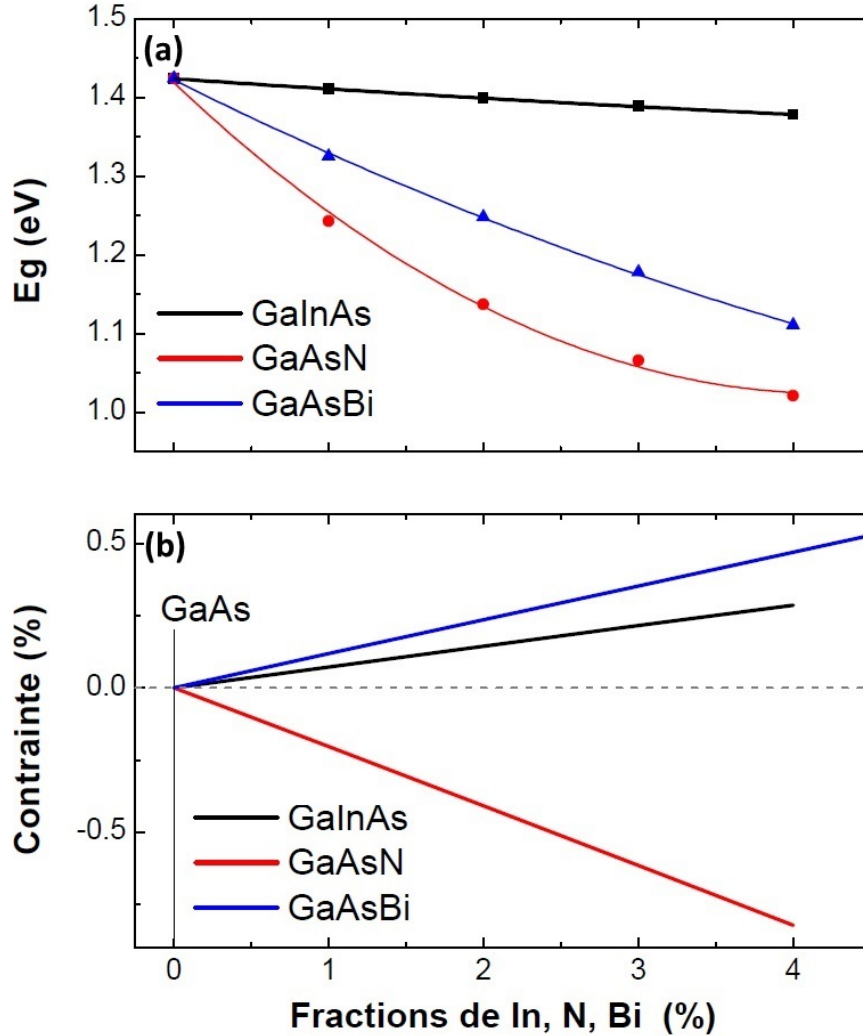 (a)
1.5
1.4
1.3
1.2
1.1
1.0
Eg (eV)
GaInAs
GaAsN
GaAsBi
(b)
0.5
0.0
-0.5
Contrainte (%)
GaAs
GaInAs
GaAsN
GaAsBi
0 1 2 3 4
Fractions de In, N, Bi (%)